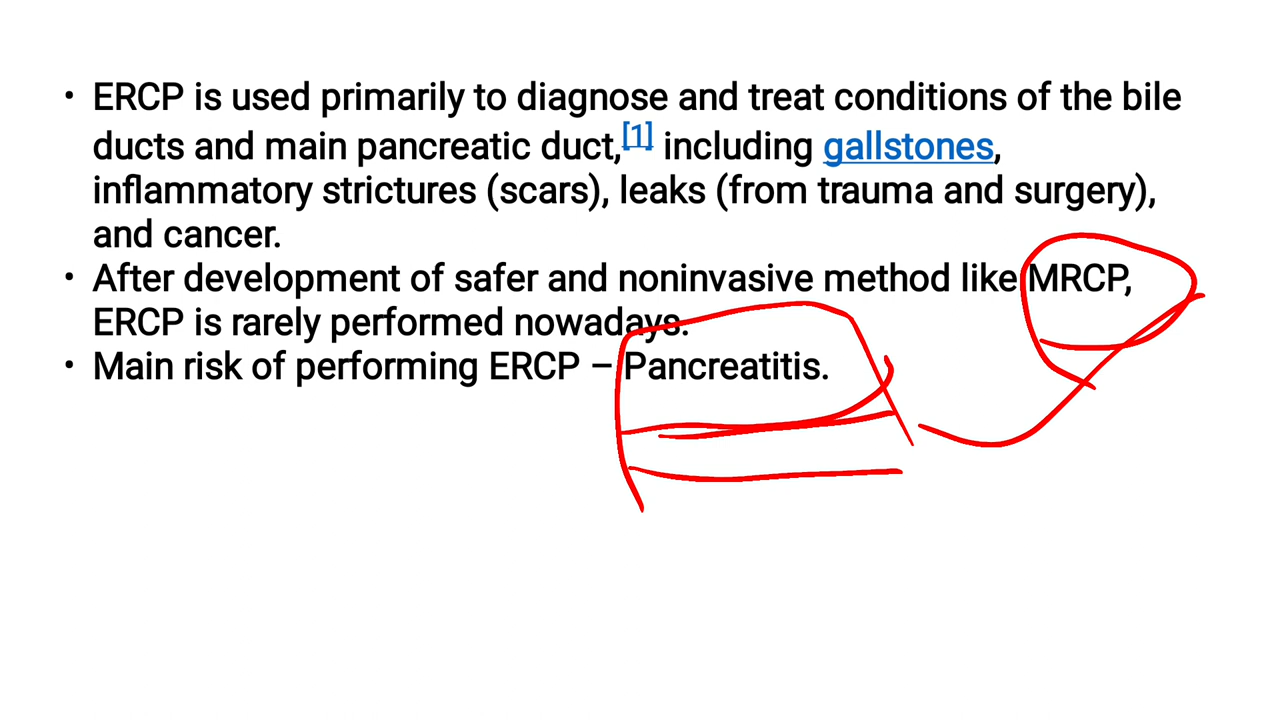 • ERCP is used primarily to diagnose and treat conditions of the bile
ducts and main pancreatic duct,[1] including gallstones,
inflammatory strictures (scars), leaks (from trauma and surgery),
and cancer.
• After development of safer and noninvasive method like MRCP,
ERCP is rarely performed nowadays.
• Main risk of performing ERCP – Pancreatitis.